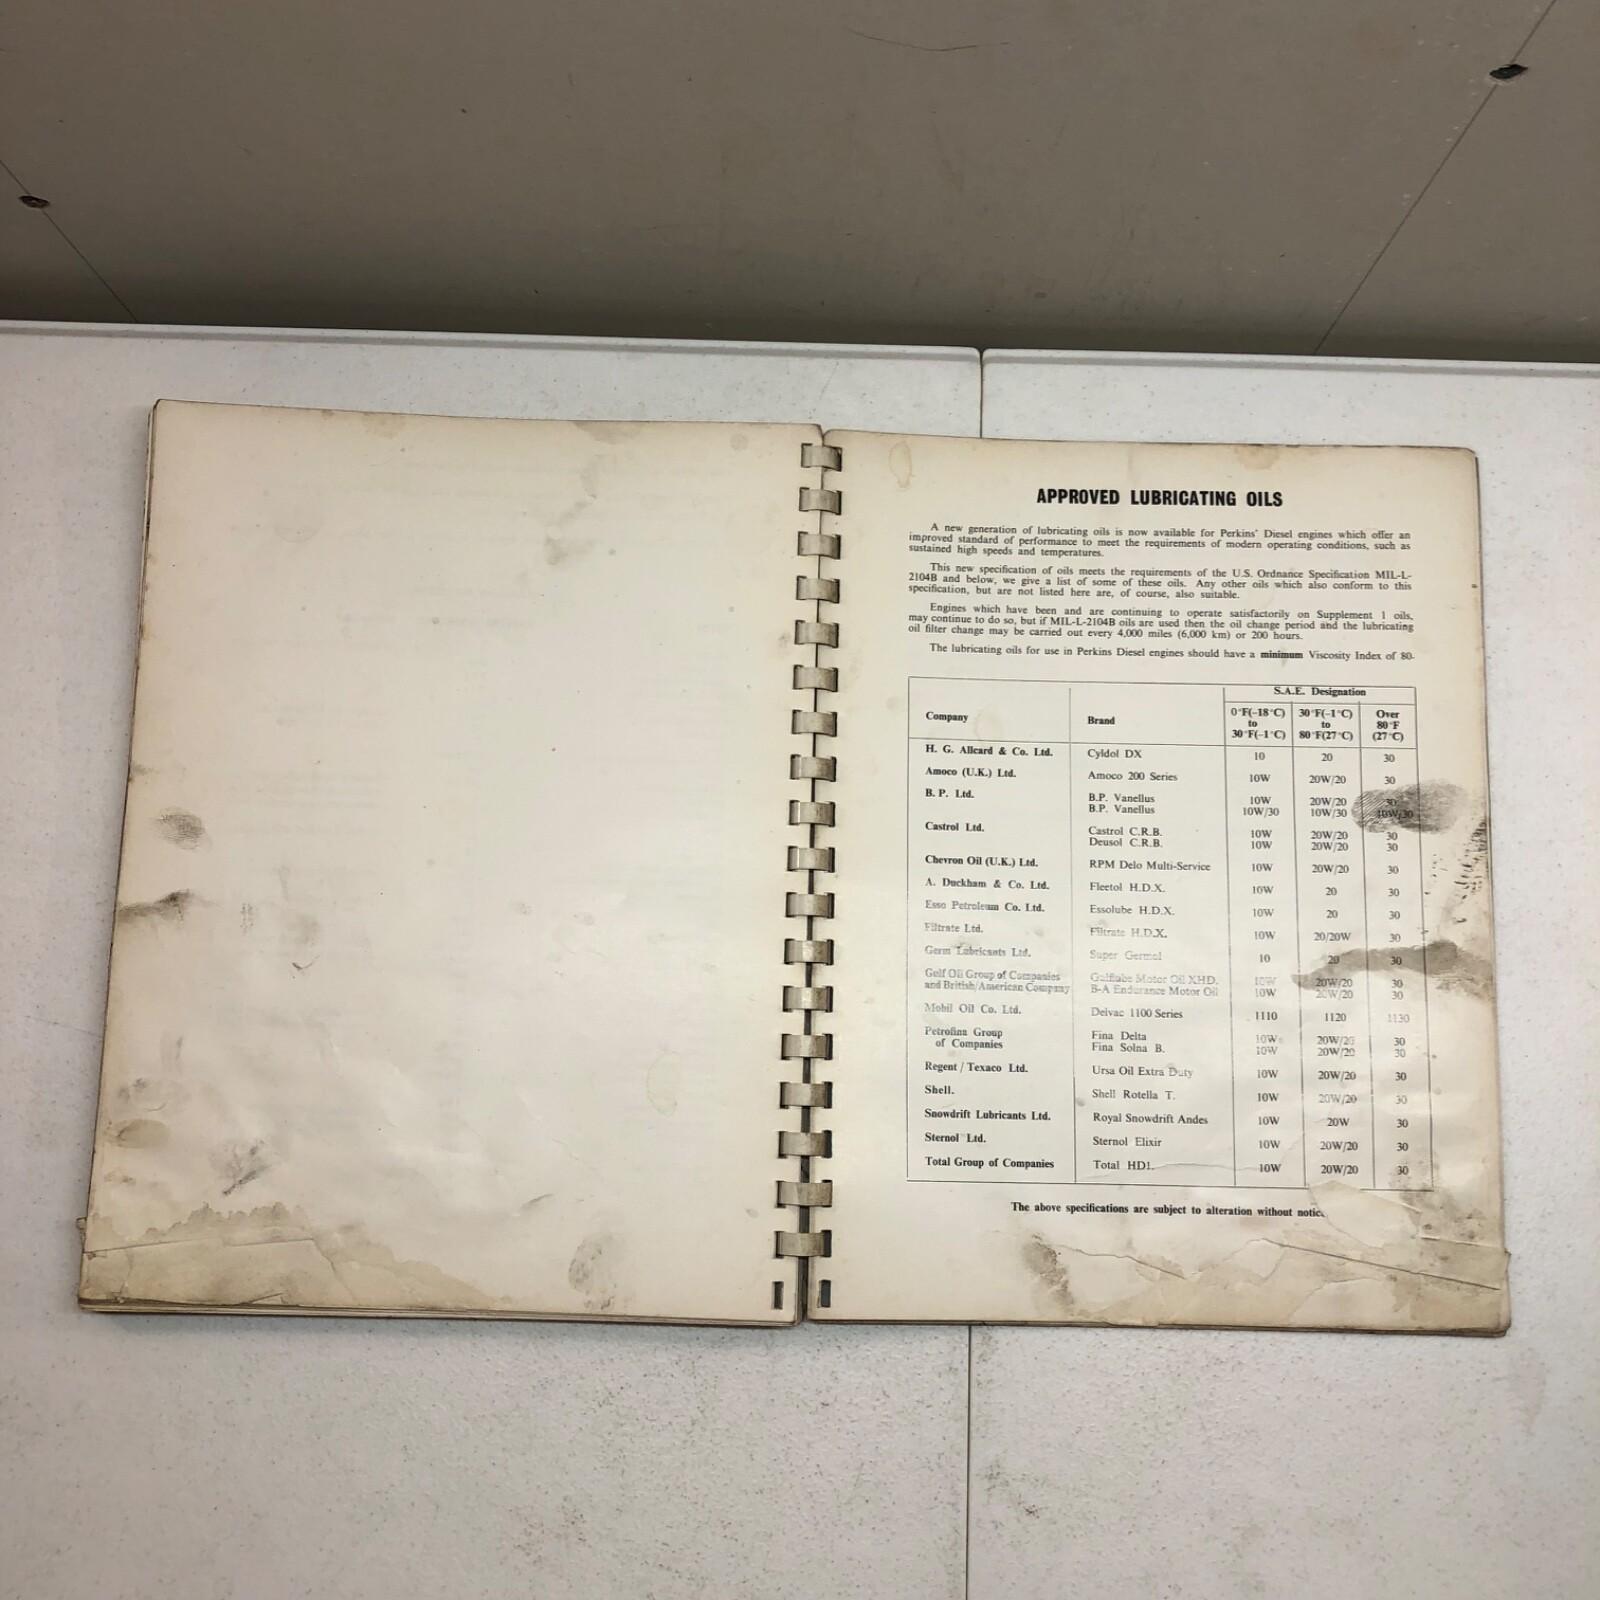 APPROVED LUBRICATING OILS
A new generation of lubricating oils is now available for Perkins' Diesel engines which offer an
improved standard of performance to meet the requirements of modern operating conditions, such as
sustained high speeds and temperatures.
This new specification of oils meets the requirements of the U.S. Ordnance Specification MIL-L-
2104B and below, we give a list of some of these oils. Any other oils which also conform to this
specification, but are not listed here are, of course, also suitable.
Engines which have been and are continuing to operate satisfactorily on Supplement 1 oils,
may continue to do so, but if MIL-L-2104B oils are used then the oil change period and the lubricating
oil filter change may be carried out every 4,000 miles (6,000 km) or 200 hours.
The lubricating oils for use in Perkins Diesel engines should have a minimum Viscosity Index of 80.
S.A.E. Designation
Company Brand 0°F(-18°C) to 30°F(-1°C) 30°F(-1°C) to 80°F(27°C) Over 80°F (27°C)
H. G. Allcard & Co. Ltd. Cyldol DX 10 20 30
Amoco (U.K.) Ltd. Amoco 200 Series 10W 20W/20 30
B.P. Ltd. B.P. Vanellus 10W 20W/20 30
B.P. Vanellus 10W/30 10W/30 10W/30
Castrol Ltd. Castrol C.R.B. 10W 20W/20 30
Deusol C.R.B. 10W 20W/20 30
Chevron Oil (U.K.) Ltd. RPM Delo Multi-Service 10W 20W/20 30
A. Duckham & Co. Ltd. Fleetol H.D.X. 10W 20 30
Esso Petroleum Co. Ltd. Essolube H.D.X. 10W 20 30
Filtrate Ltd. Filtrate H.D.X. 10W 20/20W 30
Germ Lubricants Ltd. Super Germol 10 20 30
Gulf Oil Group of Companies Gulflube Motor Oil XHD. 10W 20W/20 30
and British/American Company B-A Endurance Motor Oil 10W 20W/20 30
Mobil Oil Co. Ltd. Delvac 1100 Series 1110 1120 1130
Petrofina Group Fina Delta 10W 20W/20 30
of Companies Fina Solna B. 10W 20W/20 30
Regent / Texaco Ltd. Ursa Oil Extra Duty 10W 20W/20 30
Shell. Shell Rotella T. 10W 20W/20 30
Snowdrift Lubricants Ltd. Royal Snowdrift Andes 10W 20W 30
Sternol Ltd. Sternol Elixir 10W 20W/20 30
Total Group of Companies Total HD1. 10W 20W/20 30
The above specifications are subject to alteration without notice.